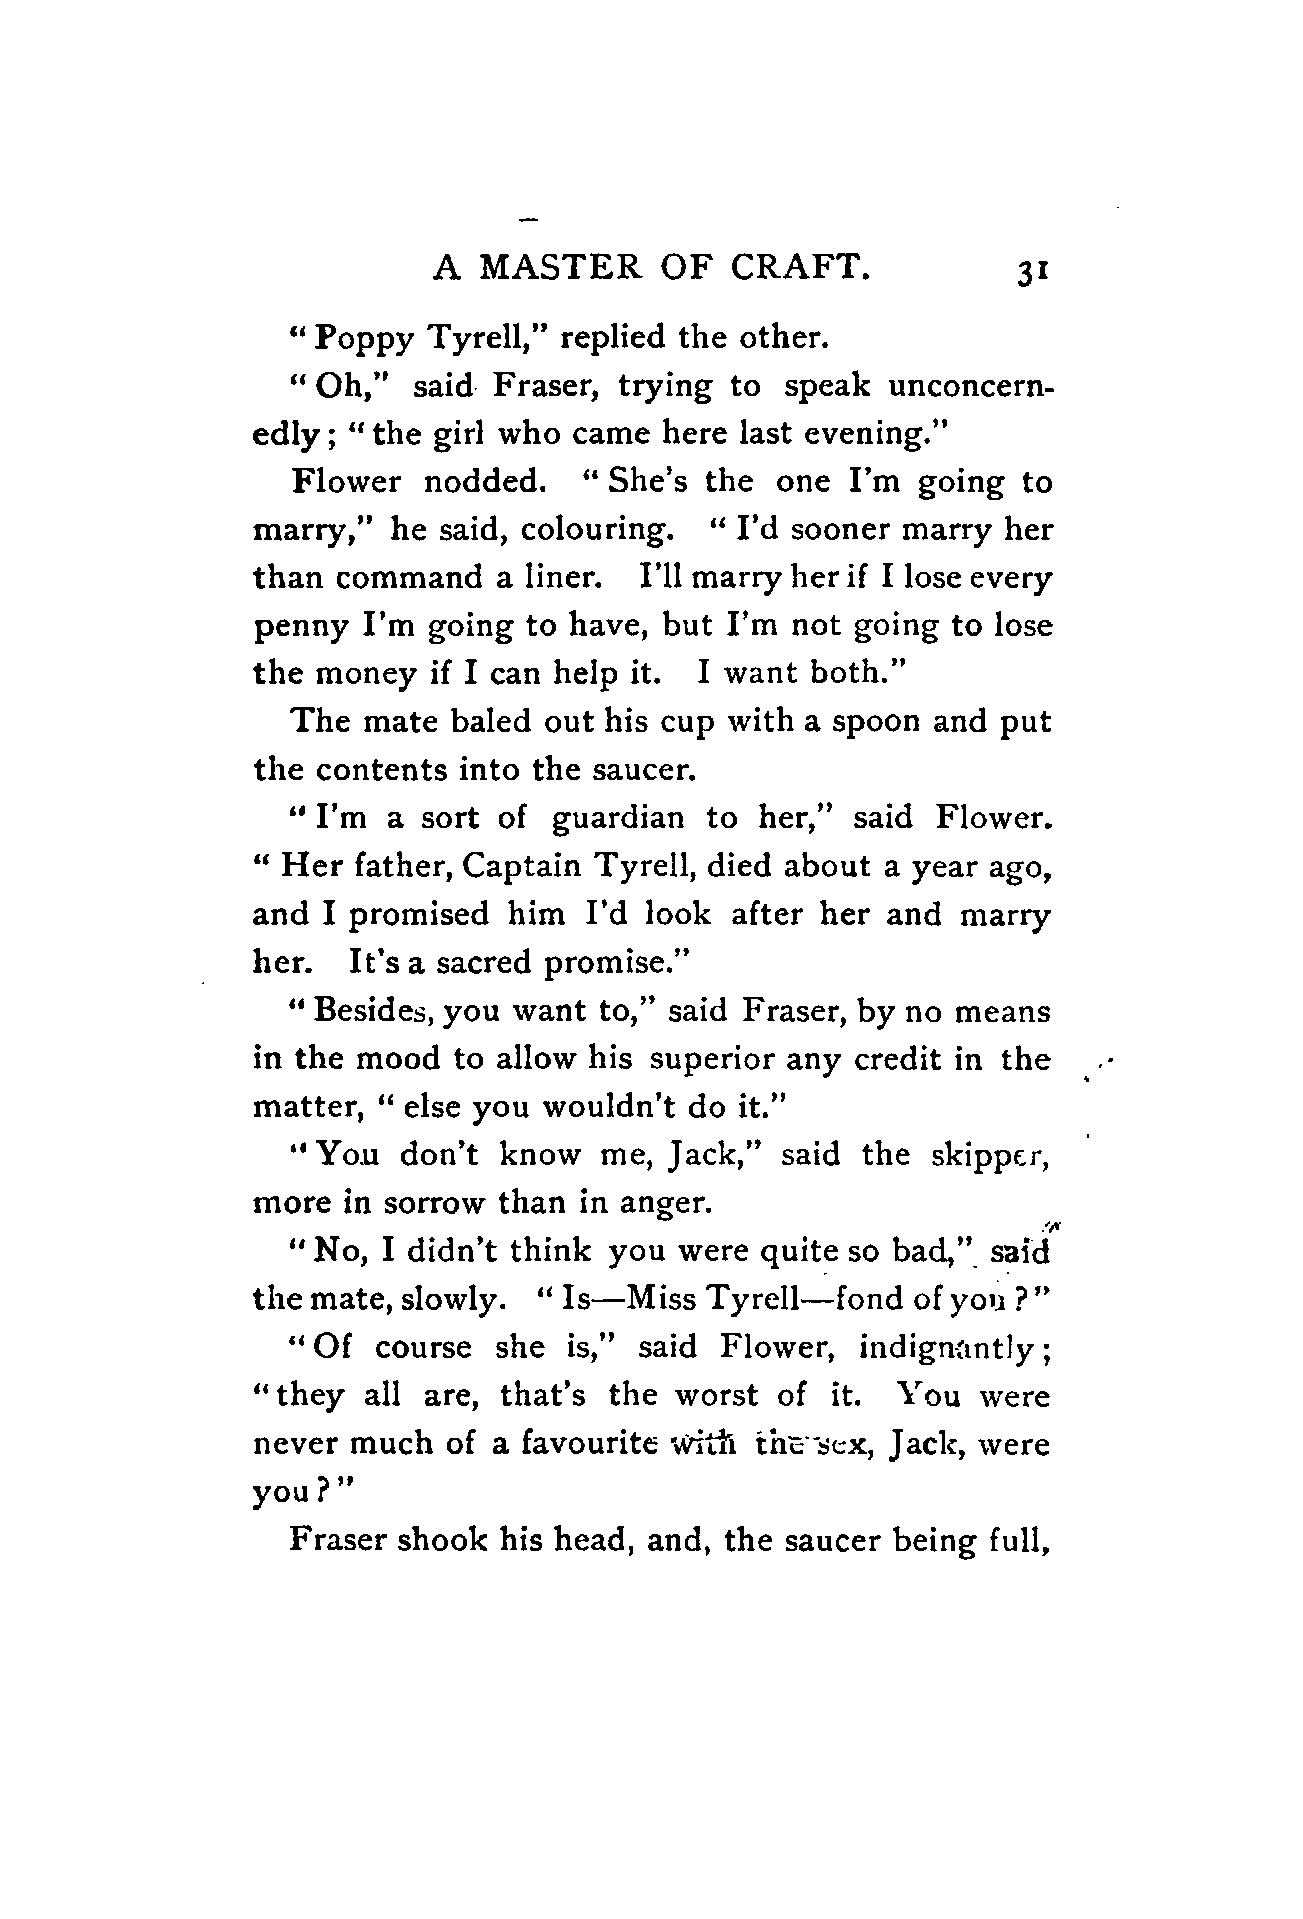 A MASTER OF CRAFT. 31
" Poppy Tyrell," replied the other.
" Oh," said Fraser, trying to speak unconcern-
edly ; " the girl who came here last evening."
Flower nodded. " She's the one I'm going to
marry," he said, colouring. " I'd sooner marry her
than command a liner. I'll marry her if I lose every
penny I'm going to have, but I'm not going to lose
the money if I can help it. I want both."
The mate baled out his cup with a spoon and put
the contents into the saucer.
" I'm a sort of guardian to her," said Flower.
" Her father, Captain Tyrell, died about a year ago,
and I promised him I'd look after her and marry
her. It's a sacred promise."
" Besides, you want to," said Fraser, by no means
in the mood to allow his superior any credit in the
matter, " else you wouldn't do it."
" You don't know me, Jack," said the skipper,
more in sorrow than in anger.
" No, I didn't think you were quite so bad," said
the mate, slowly. " Is—Miss Tyrell—fond of you ? "
" Of course she is," said Flower, indignantly ;
" they all are, that's the worst of it. You were
never much of a favourite with the sex, Jack, were
you ? "
Fraser shook his head, and, the saucer being full,